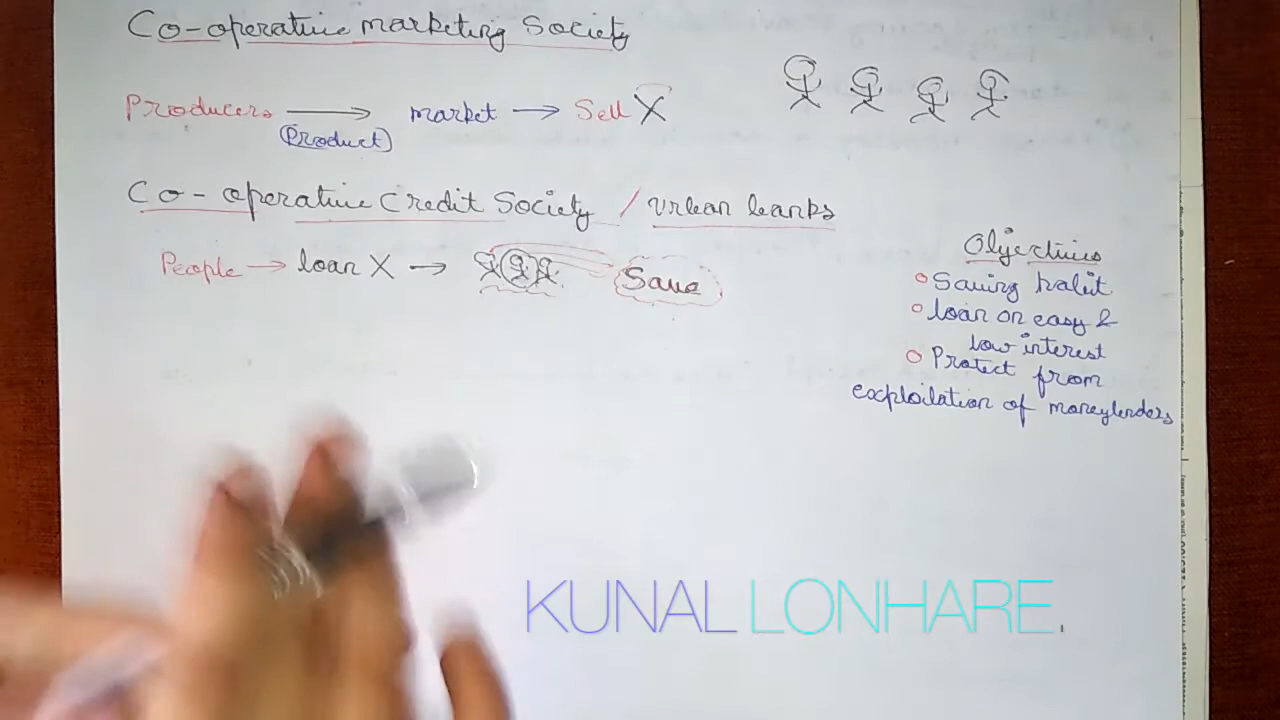 Co-operative marketing Society
Producers → market → Sell X
(Product)
Co-operative Credit Society / Urban banks
People → loan X → Save
Objectives
Saving habit
loan on easy &
low interest
Protect from
exploitation of moneylenders
KUNAL LONHARE.